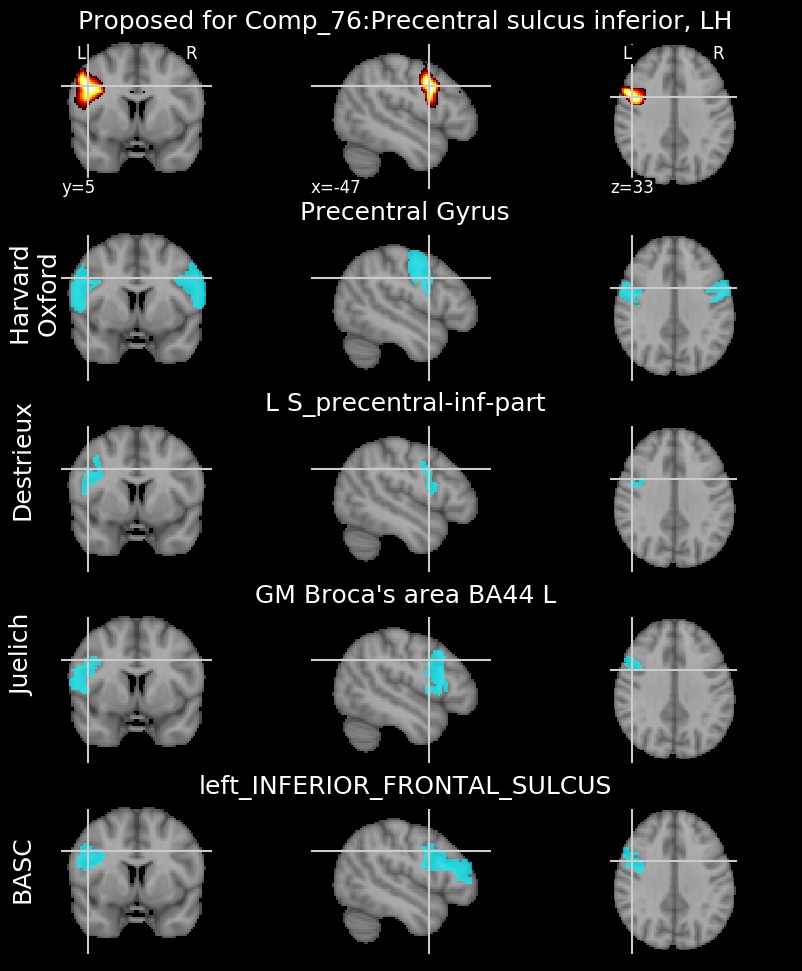 Proposed for Comp_76:Precentral sulcus inferior, LH
L R
L R
y=5
x=-47
z=33
Precentral Gyrus
Harvard
Oxford
L S_precentral-inf-part
Destrieux
GM Broca's area BA44 L
Juelich
left_INFERIOR_FRONTAL_SULCUS
BASC